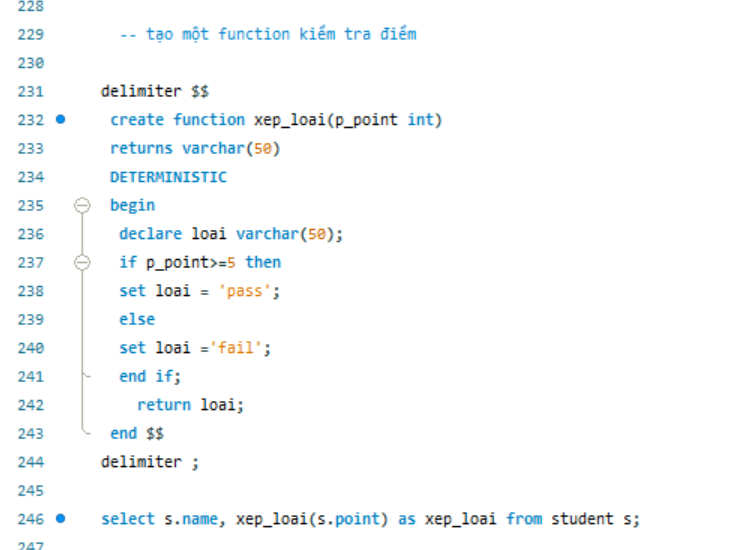 228
229 -- tạo một function kiểm tra điểm
230
231 delimiter $$
232 create function xep_loai(p_point int)
233 returns varchar(50)
234 DETERMINISTIC
235 begin
236 declare loai varchar(50);
237 if p_point>=5 then
238 set loai = 'pass';
239 else
240 set loai ='fail';
241 end if;
242 return loai;
243 end $$
244 delimiter ;
245
246 select s.name, xep_loai(s.point) as xep_loai from student s;
247